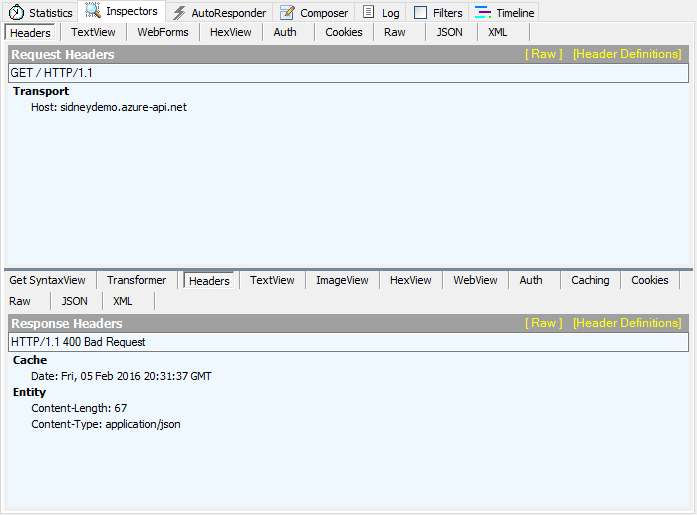 Statistics Inspectors AutoResponder Composer Log Filters Timeline
Headers TextView WebForms HexView Auth Cookies Raw JSON XML
Request Headers [ Raw ] [Header Definitions]
GET / HTTP/1.1
Transport
Host: sidneydemo.azure-api.net
Get SyntaxView Transformer Headers TextView ImageView HexView WebView Auth Caching Cookies
Raw JSON XML
Response Headers [ Raw ] [Header Definitions]
HTTP/1.1 400 Bad Request
Cache
Date: Fri, 05 Feb 2016 20:31:37 GMT
Entity
Content-Length: 67
Content-Type: application/json